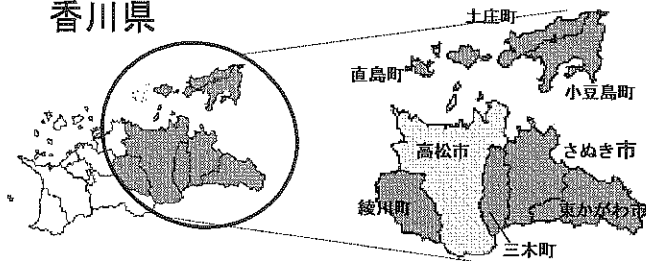 香川県
土庄町
直島町
小豆島町
高松市
さぬき市
綾川町
東かがわ市
三木町